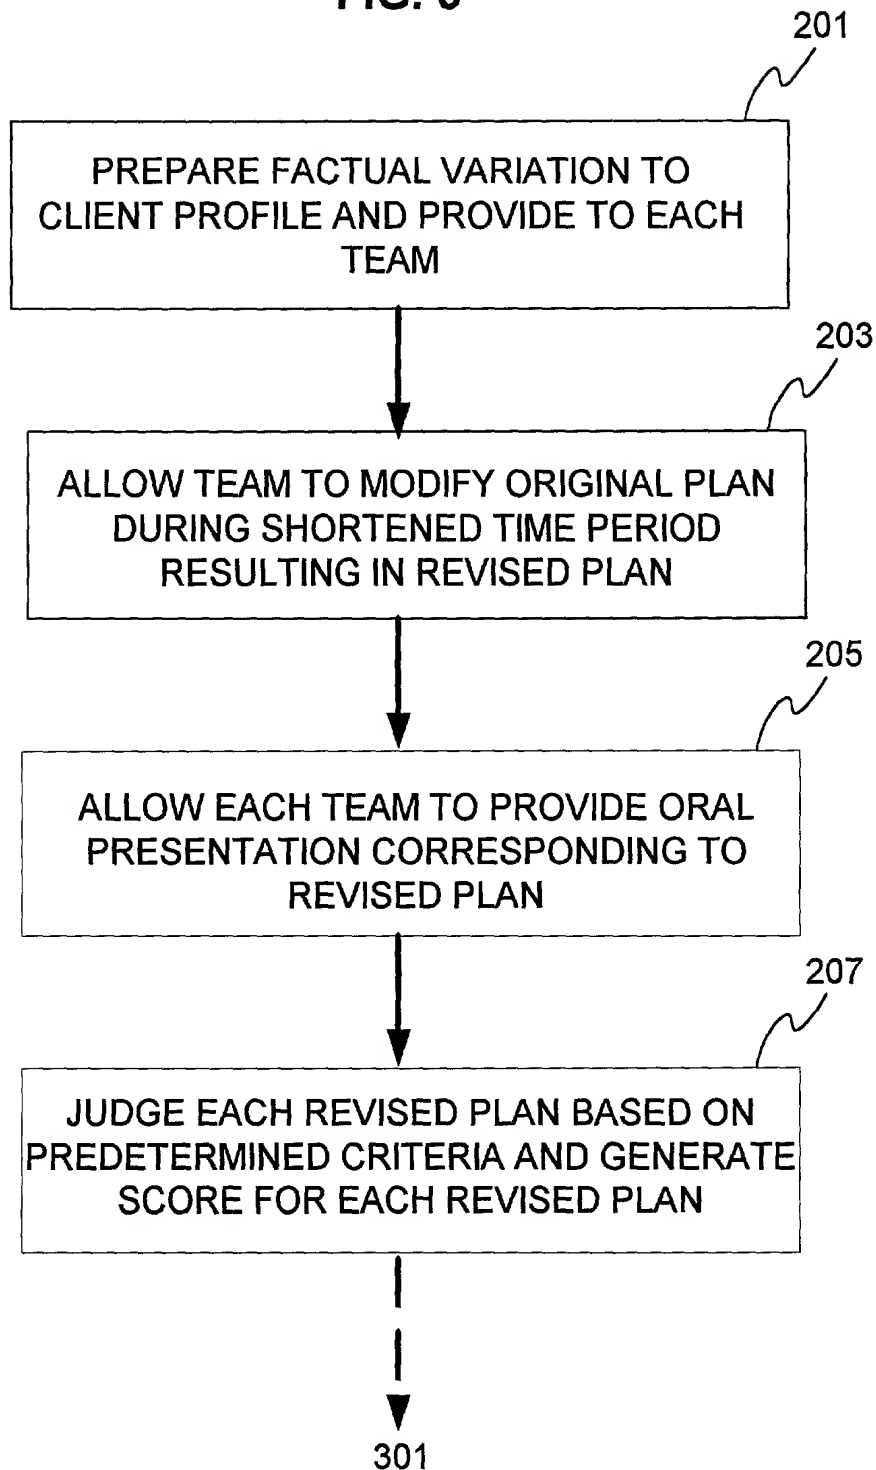 201
PREPARE FACTUAL VARIATION TO
CLIENT PROFILE AND PROVIDE TO EACH
TEAM
203
ALLOW TEAM TO MODIFY ORIGINAL PLAN
DURING SHORTENED TIME PERIOD
RESULTING IN REVISED PLAN
205
ALLOW EACH TEAM TO PROVIDE ORAL
PRESENTATION CORRESPONDING TO
REVISED PLAN
207
JUDGE EACH REVISED PLAN BASED ON
PREDETERMINED CRITERIA AND GENERATE
SCORE FOR EACH REVISED PLAN
301